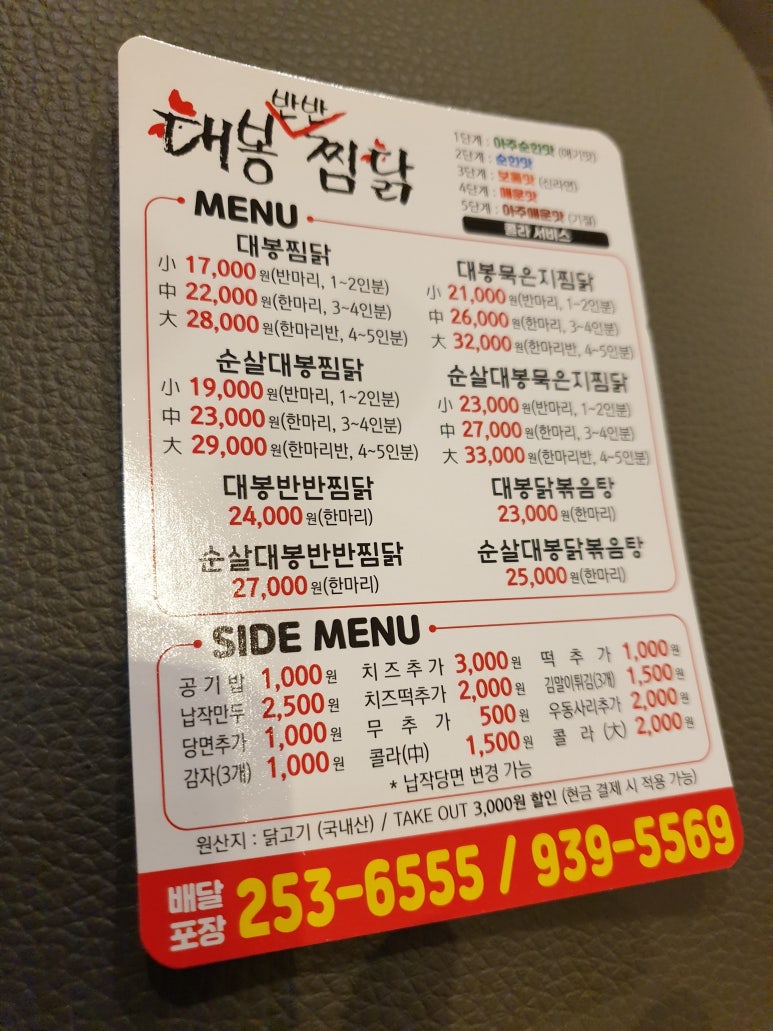 대봉 반반 찜닭
1단계 : 아주순한맛 (애기맛)
2단계 : 순한맛
3단계 : 보통맛 (신라면)
4단계 : 매운맛
5단계 : 아주매운맛 (기절)
콜라 서비스
MENU
대봉찜닭
小 17,000원(반마리, 1~2인분)
中 22,000원(한마리, 3~4인분)
大 28,000원(한마리반, 4~5인분)
순살대봉찜닭
小 19,000원(반마리, 1~2인분)
中 23,000원(한마리, 3~4인분)
大 29,000원(한마리반, 4~5인분)
대봉반반찜닭
24,000원(한마리)
순살대봉반반찜닭
27,000원(한마리)
대봉묵은지찜닭
小 21,000원(반마리, 1~2인분)
中 26,000원(한마리, 3~4인분)
大 32,000원(한마리반, 4~5인분)
순살대봉묵은지찜닭
小 23,000원(반마리, 1~2인분)
中 27,000원(한마리, 3~4인분)
大 33,000원(한마리반, 4~5인분)
대봉닭볶음탕
23,000원(한마리)
순살대봉닭볶음탕
25,000원(한마리)
SIDE MENU
공기밥 1,000원
납작만두 2,500원
당면추가 1,000원
감자(3개) 1,000원
치즈추가 3,000원
치즈떡추가 2,000원
무추가 500원
콜라(中) 1,500원
떡추가 1,000원
김말이튀김(3개) 1,500원
우동사리추가 2,000원
콜라(大) 2,000원
* 납작당면 변경 가능
원산지 : 닭고기 (국내산) / TAKE OUT 3,000원 할인 (현금 결제 시 적용 가능)
배달
포장
253-6555 / 939-5569